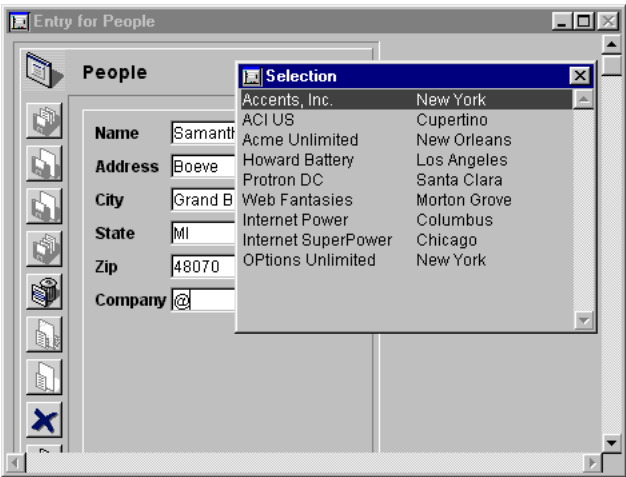 Entry for People
People
Name Samanth
Address Boeve
City Grand B
State MI
Zip 48070
Company @
Selection
Accents, Inc. New York
ACI US Cupertino
Acme Unlimited New Orleans
Howard Battery Los Angeles
Protron DC Santa Clara
Web Fantasies Morton Grove
Internet Power Columbus
Internet SuperPower Chicago
OPtions Unlimited New York